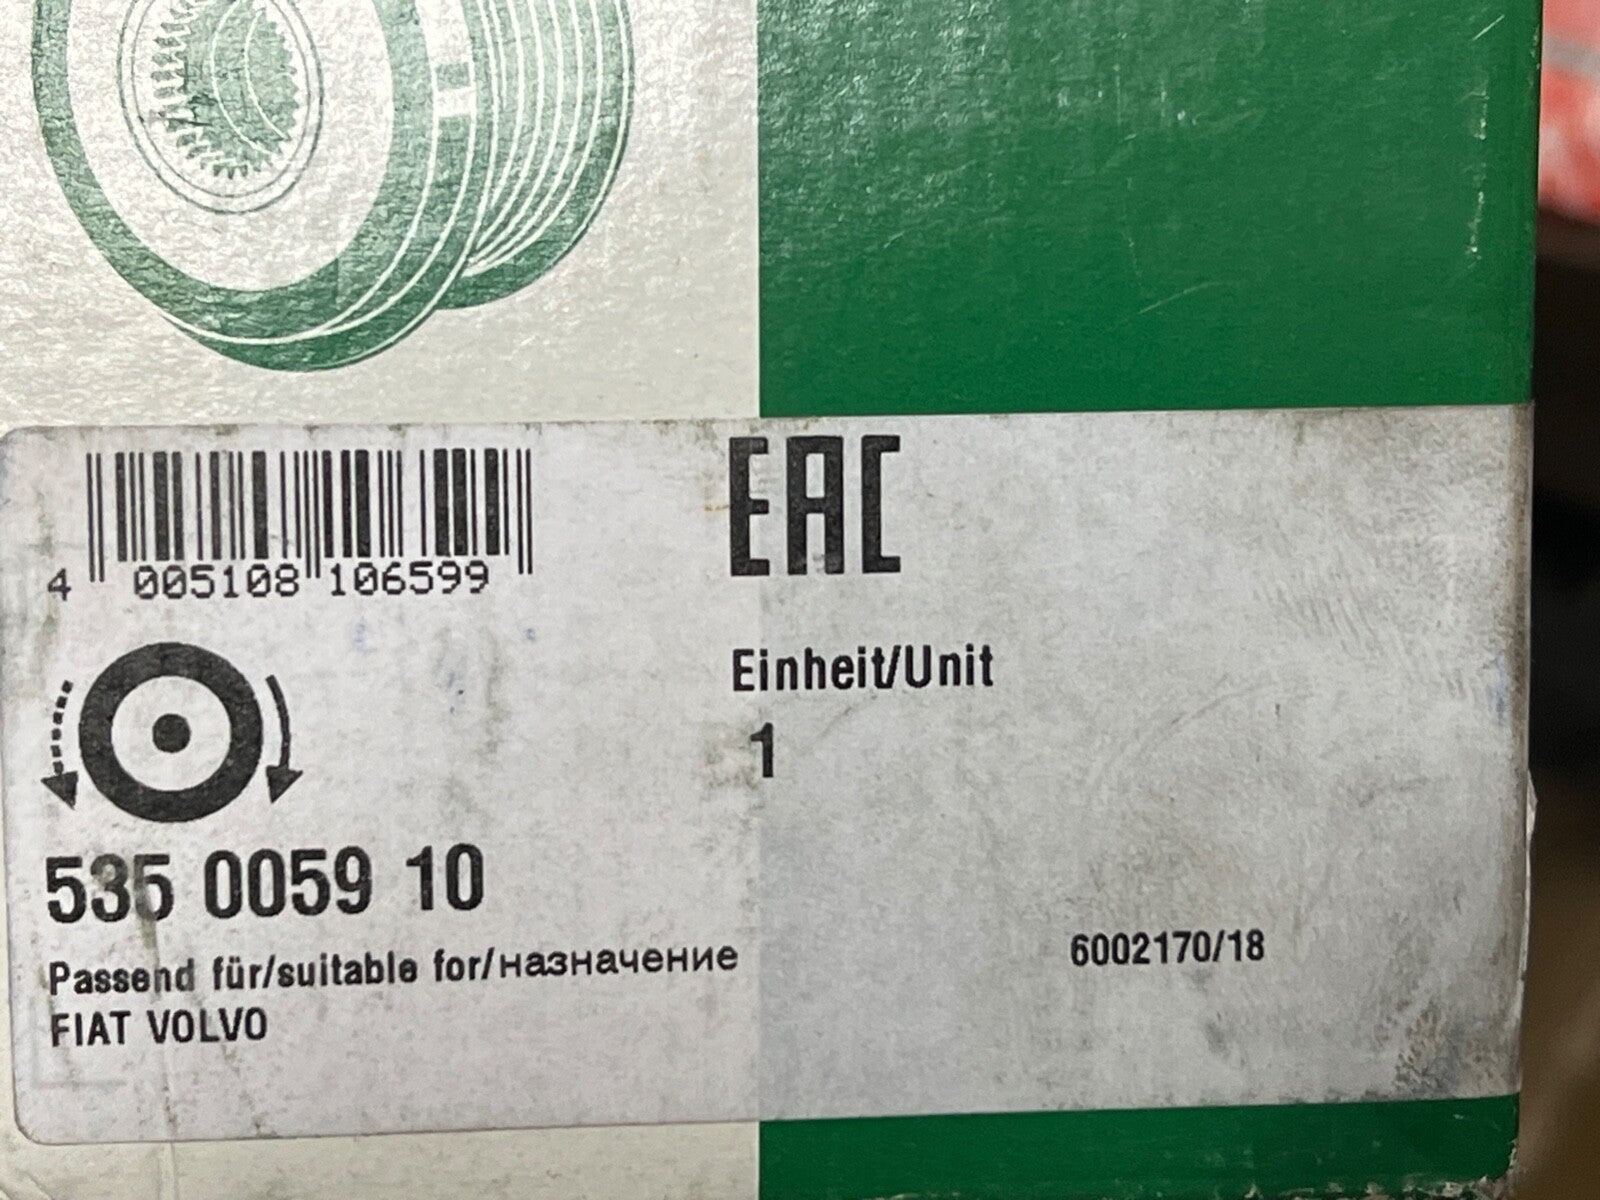 EAC
4 005108 106599
Einheit/Unit
1
535 0059 10
Passend für/suitable for/назначение
FIAT VOLVO
6002170/18